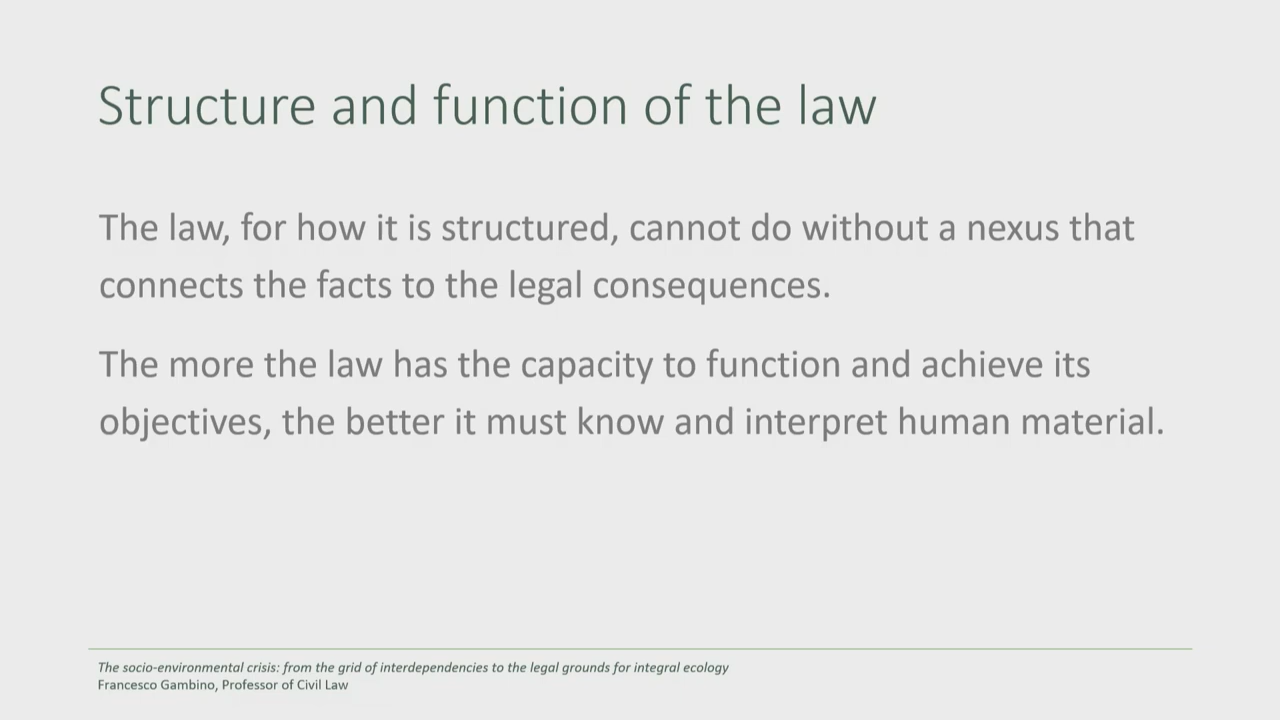 Structure and function of the law
The law, for how it is structured, cannot do without a nexus that
connects the facts to the legal consequences.
The more the law has the capacity to function and achieve its
objectives, the better it must know and interpret human material.
The socio-environmental crisis: from the grid of interdependencies to the legal grounds for integral ecology
Francesco Gambino, Professor of Civil Law